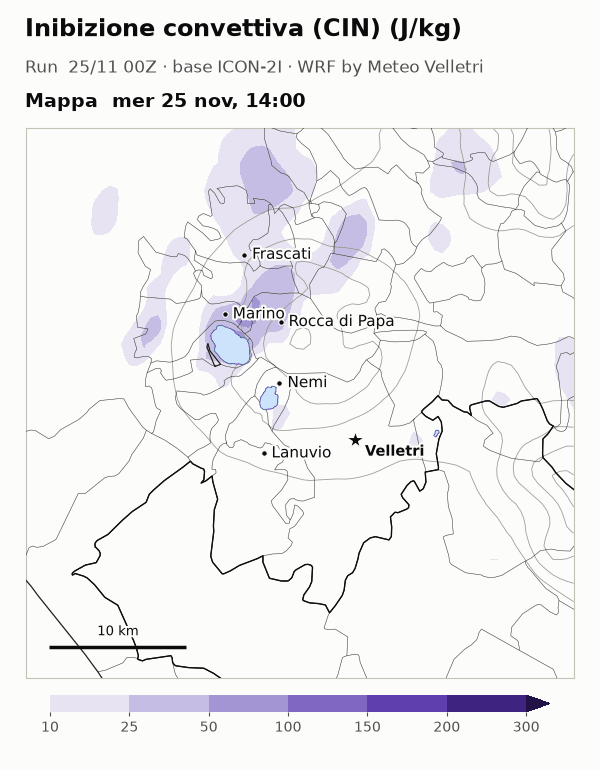 Inibizione convettiva (CIN) (J/kg)
Run  25/11 00Z · base ICON-2I · WRF by Meteo Velletri
Mappa  mer 25 nov, 14:00
Frascati
Marino
Rocca di Papa
Nemi
Velletri
Lanuvio
10 km
10 25 50 100 150 200 300